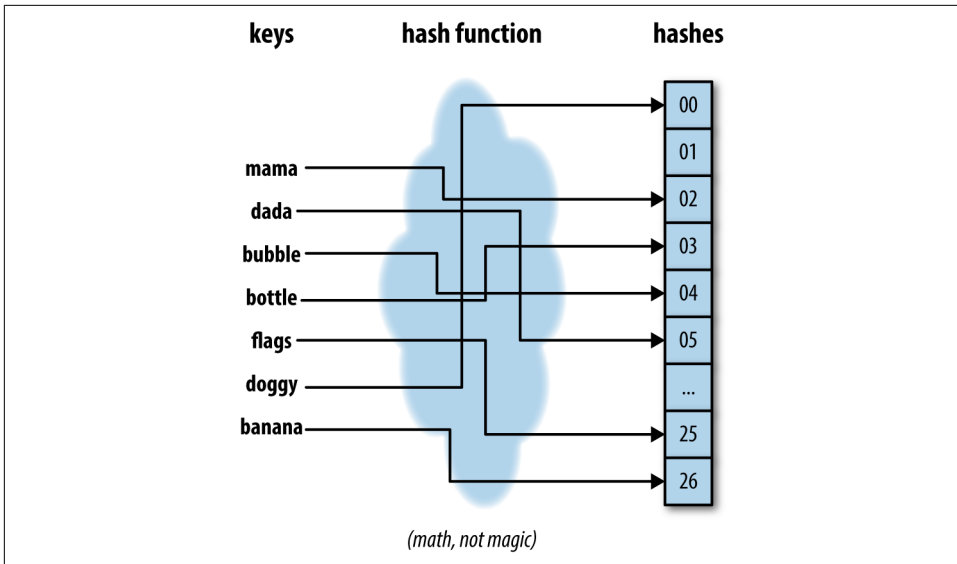 keys hash function hashes
mama
dada
bubble
bottle
flags
doggy
banana
00
01
02
03
04
05
...
25
26
(math, not magic)